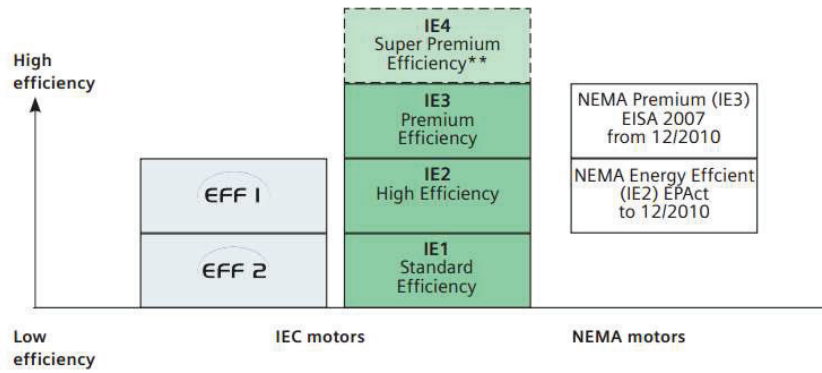 High
efficiency
IE4
Super Premium
Efficiency**
IE3
Premium
Efficiency
IE2
High Efficiency
IE1
Standard
Efficiency
EFF 1
EFF 2
NEMA Premium (IE3)
EISA 2007
from 12/2010
NEMA Energy Effcient
(IE2) EPAct
to 12/2010
Low
efficiency
IEC motors
NEMA motors